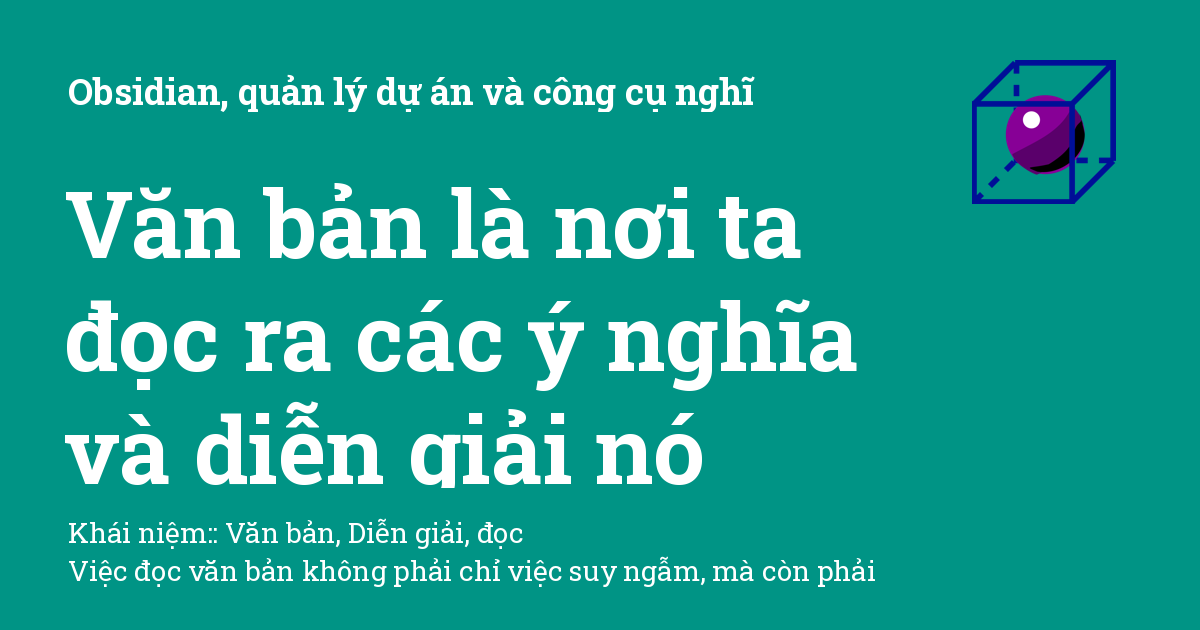 Obsidian, quản lý dự án và công cụ nghĩ
Văn bản là nơi ta
đọc ra các ý nghĩa
và diễn giải nó
Khái niệm:: Văn bản, Diễn giải, đọc
Việc đọc văn bản không phải chỉ việc suy ngẫm, mà còn phải